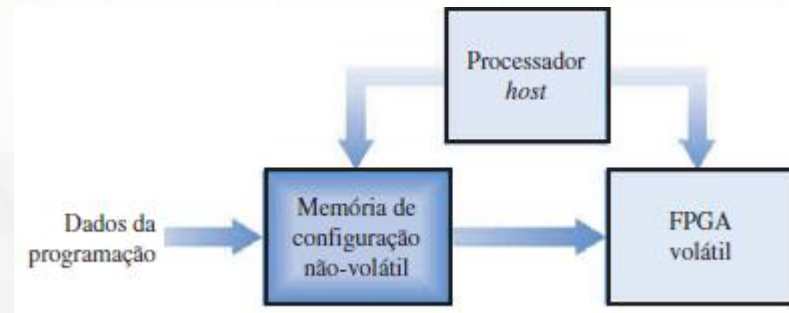 Processador
host
Dados da
programação
Memória de
configuração
não-volátil
FPGA
volátil